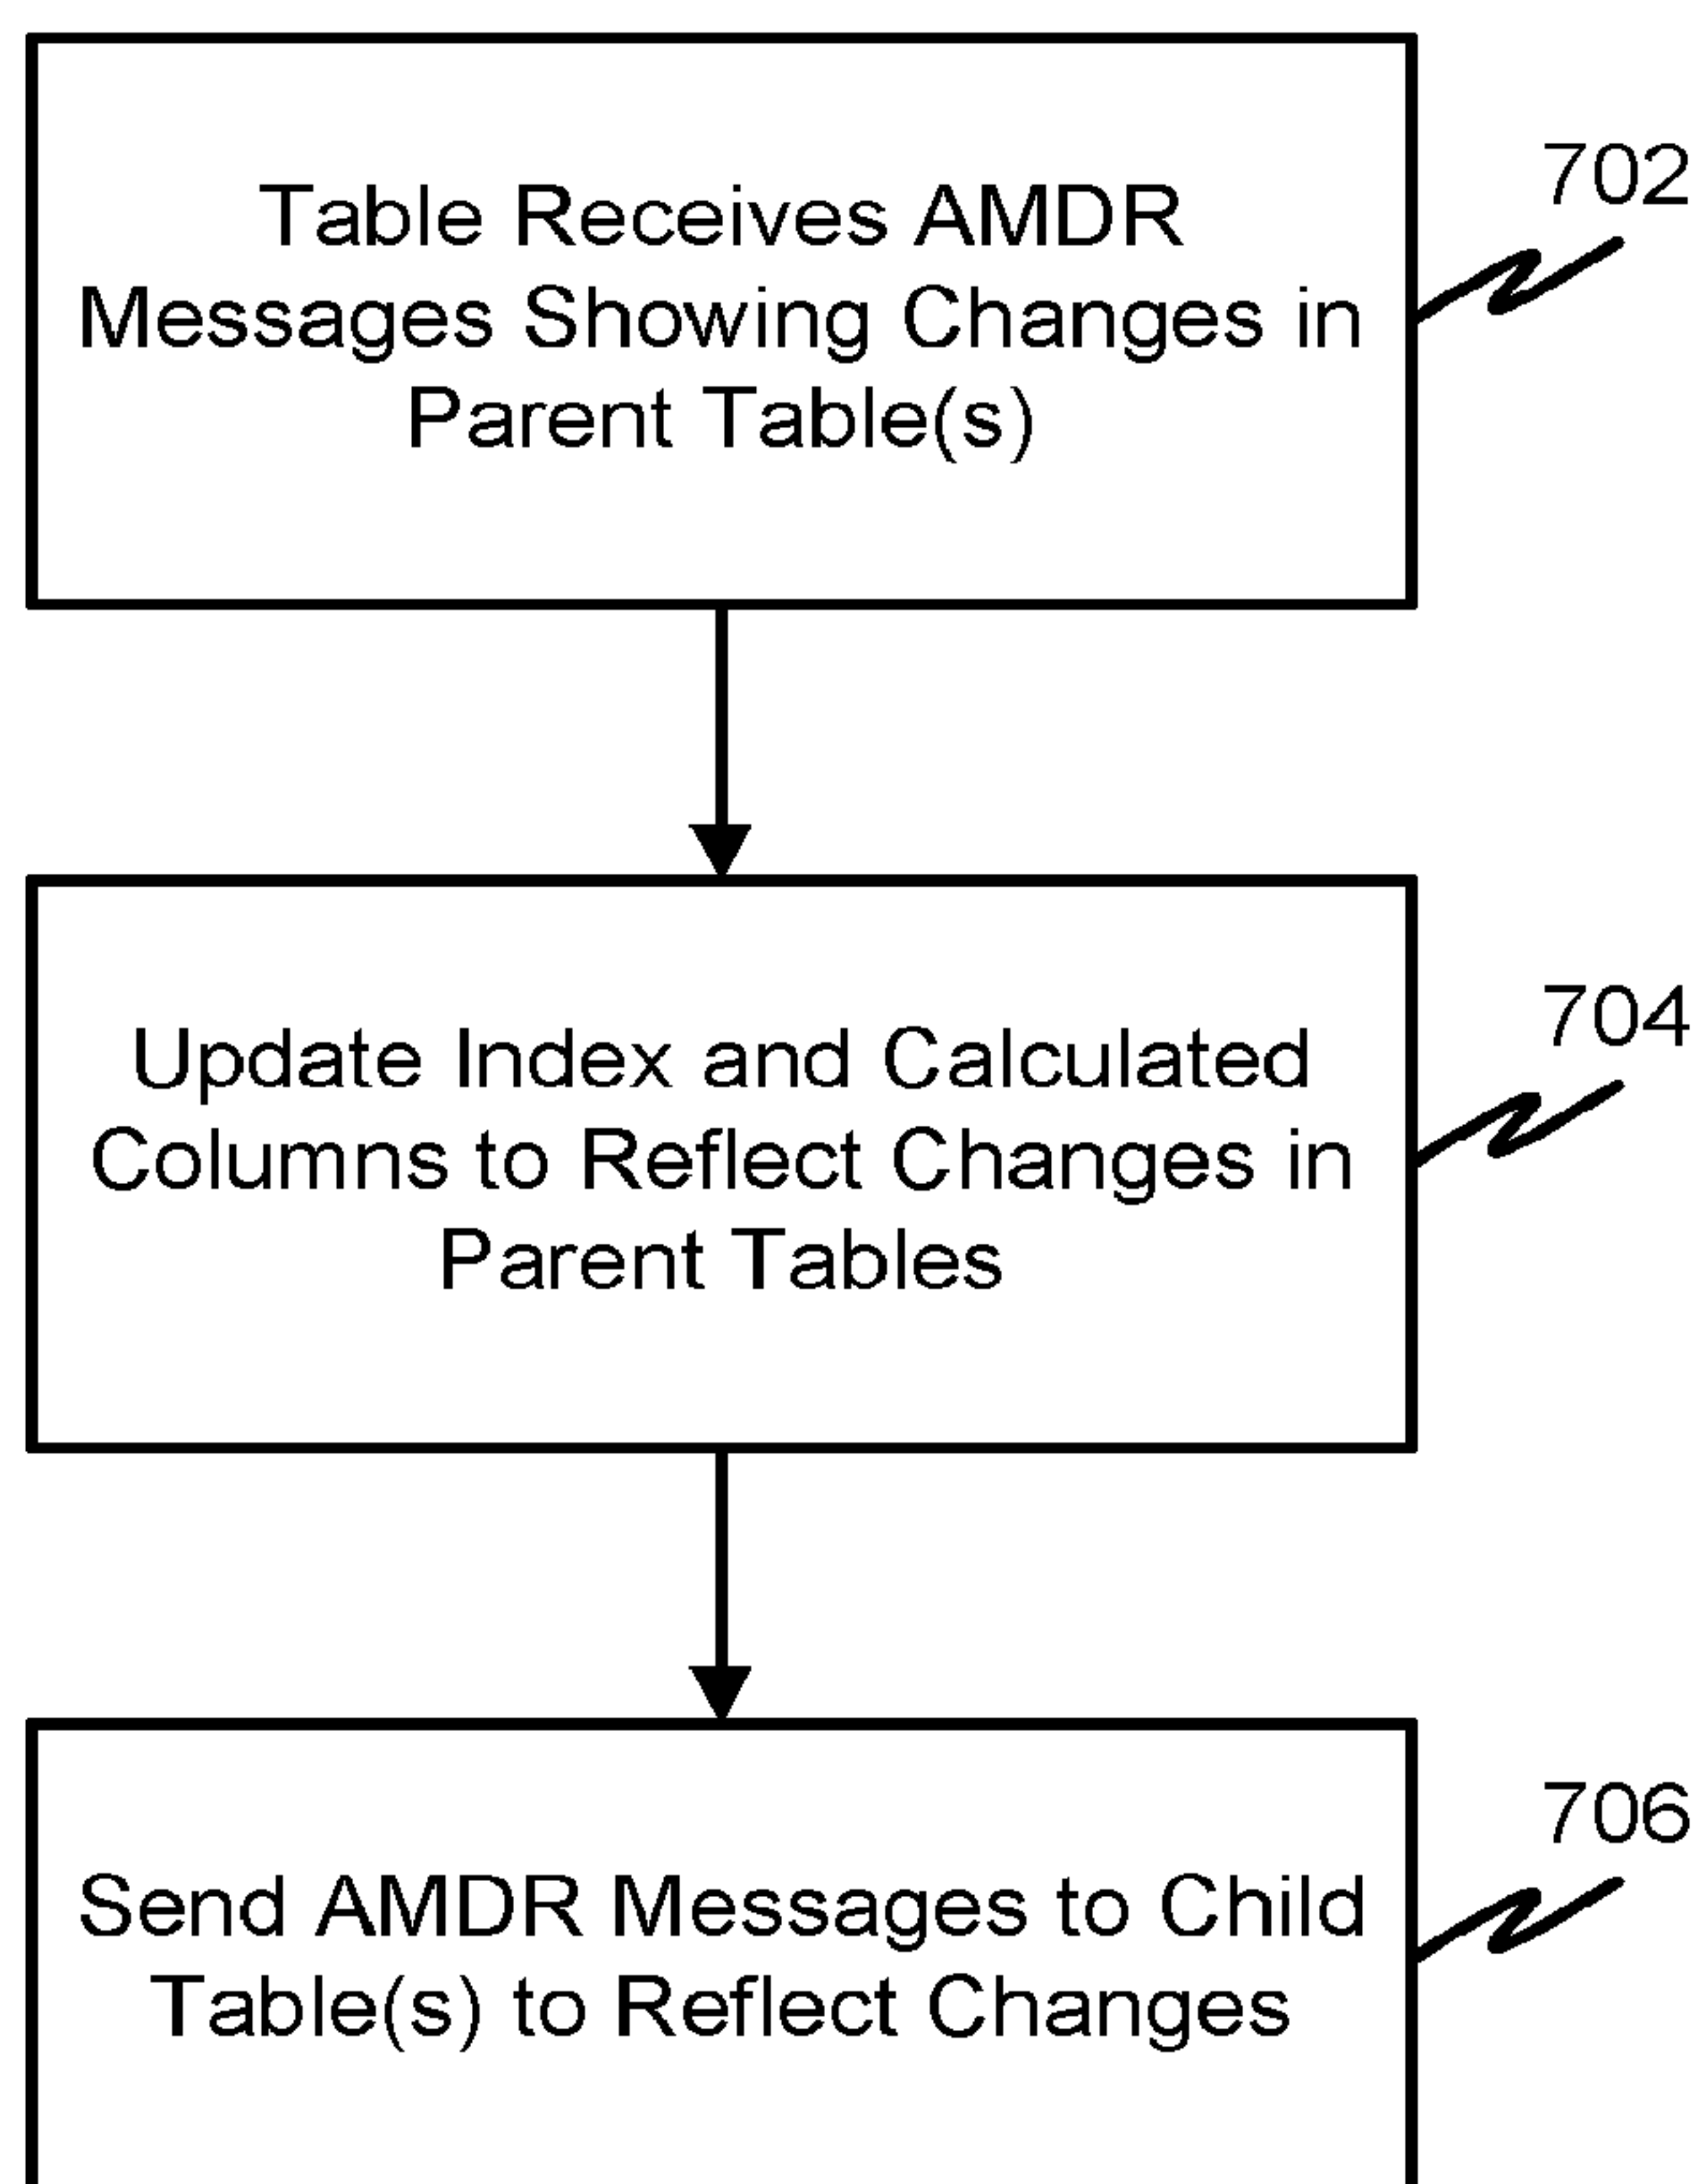 Table Receives AMDR
Messages Showing Changes in
Parent Table(s)
702
Update Index and Calculated
Columns to Reflect Changes in
Parent Tables
704
Send AMDR Messages to Child
Table(s) to Reflect Changes
706